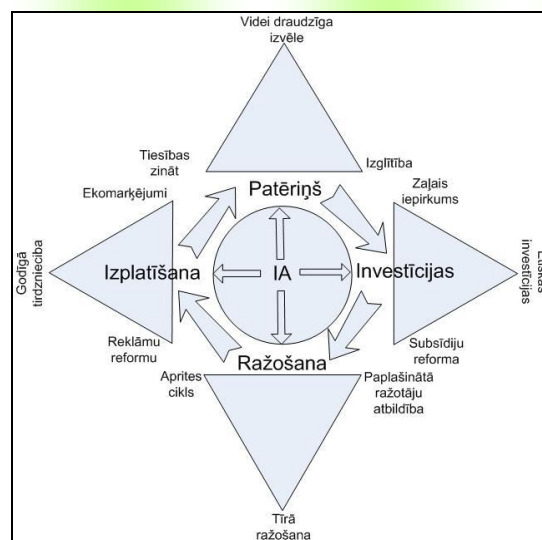 Videi draudzīga
izvēle
Tiesības
zināt
Izglītība
Patēriņš
Ekomarķējumi
Zaļais
iepirkums
Godīgā
tirdzniecība
Izplatīšana
IA
Investīcijas
investīcijas
Reklāmu
reformu
Subsīdiju
reforma
Ražošana
Aprites
cikls
Paplašinātā
ražotāju
atbildība
Tīrā
ražošana